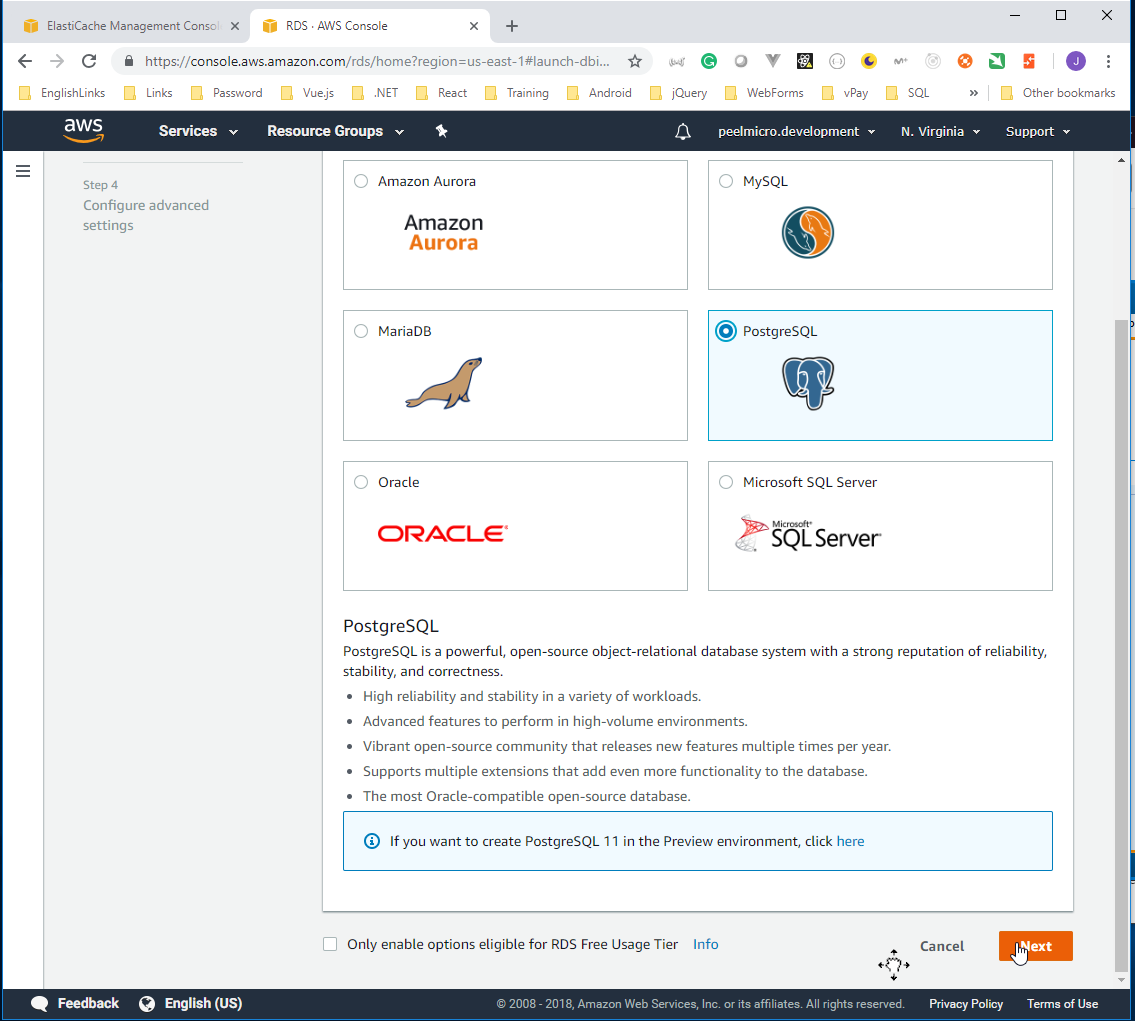 ElastiCache Management Consol
RDS · AWS Console
https://console.aws.amazon.com/rds/home?region=us-east-1#launch-dbi...
J
EnglishLinks
Links
Password
Vue.js
.NET
React
Training
Android
jQuery
WebForms
vPay
SQL
»
Other bookmarks
aws
Services
Resource Groups
peelmicro.development
N. Virginia
Support
Step 4
Configure advanced
settings
Amazon Aurora
Amazon
Aurora
MySQL
MariaDB
PostgreSQL
Oracle
ORACLE
Microsoft SQL Server
Microsoft
SQL Server
PostgreSQL
PostgreSQL is a powerful, open-source object-relational database system with a strong reputation of reliability,
stability, and correctness.
• High reliability and stability in a variety of workloads.
• Advanced features to perform in high-volume environments.
• Vibrant open-source community that releases new features multiple times per year.
• Supports multiple extensions that add even more functionality to the database.
• The most Oracle-compatible open-source database.
If you want to create PostgreSQL 11 in the Preview environment, click here
Only enable options eligible for RDS Free Usage Tier Info
Cancel
Next
Feedback
English (US)
© 2008 - 2018, Amazon Web Services, Inc. or its affiliates. All rights reserved.
Privacy Policy
Terms of Use